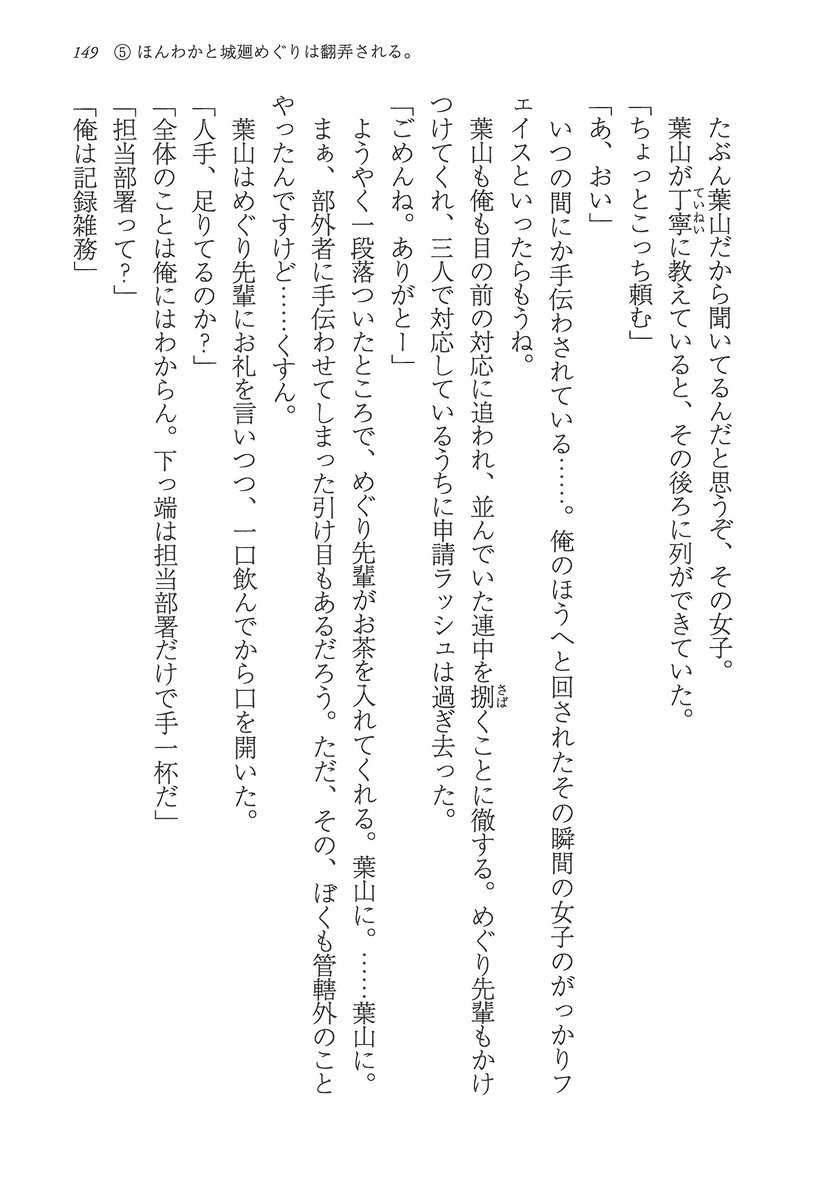 149　⑤ ほんわかと城廻めぐりは翻弄される。
たぶん葉山だから聞いてるんだと思うぞ、その女子。
葉山が丁寧に教えていると、その後ろに列ができていた。
ていねい
「ちょっとこっち頼む」
「あ、おい」
いつの間にか手伝わされている……。俺のほうへと回されたその瞬間の女子のがっかりフ
ェイスといったらもうね。
葉山も俺も目の前の対応に追われ、並んでいた連中を捌くことに徹する。めぐり先輩もかけ
さば
つけてくれ、三人で対応しているうちに申請ラッシュは過ぎ去った。
「ごめんね。ありがとー」
ようやく一段落ついたところで、めぐり先輩がお茶を入れてくれる。葉山に。……葉山に。
まぁ、部外者に手伝わせてしまった引け目もあるだろう。ただ、その、ぼくも管轄外のこと
やったんですけど……くすん。
葉山はめぐり先輩にお礼を言いつつ、一口飲んでから口を開いた。
「人手、足りてるのか？」
「全体のことは俺にはわからん。下っ端は担当部署だけで手一杯だ」
「担当部署って？」
「俺は記録雑務」